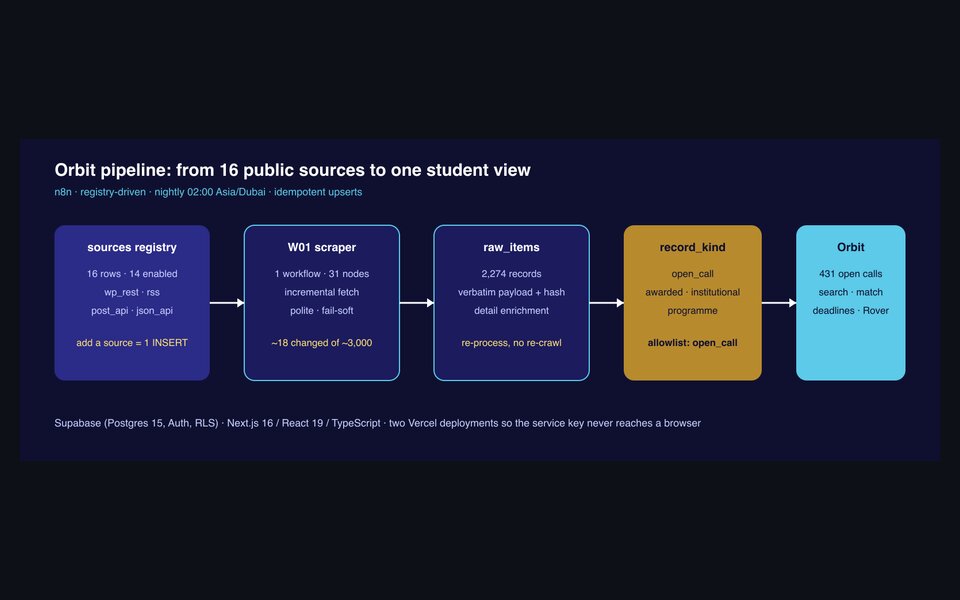 Orbit pipeline: from 16 public sources to one student view
n8n · registry-driven · nightly 02:00 Asia/Dubai · idempotent upserts
sources registry
16 rows · 14 enabled
wp_rest · rss
post_api · json_api
add a source = 1 INSERT
W01 scraper
1 workflow · 31 nodes
incremental fetch
polite · fail-soft
~18 changed of ~3,000
raw_items
2,274 records
verbatim payload + hash
detail enrichment
re-process, no re-crawl
record_kind
open_call
awarded · institutional
programme
allowlist: open_call
Orbit
431 open calls
search · match
deadlines · Rover
Supabase (Postgres 15, Auth, RLS) · Next.js 16 / React 19 / TypeScript · two Vercel deployments so the service key never reaches a browser